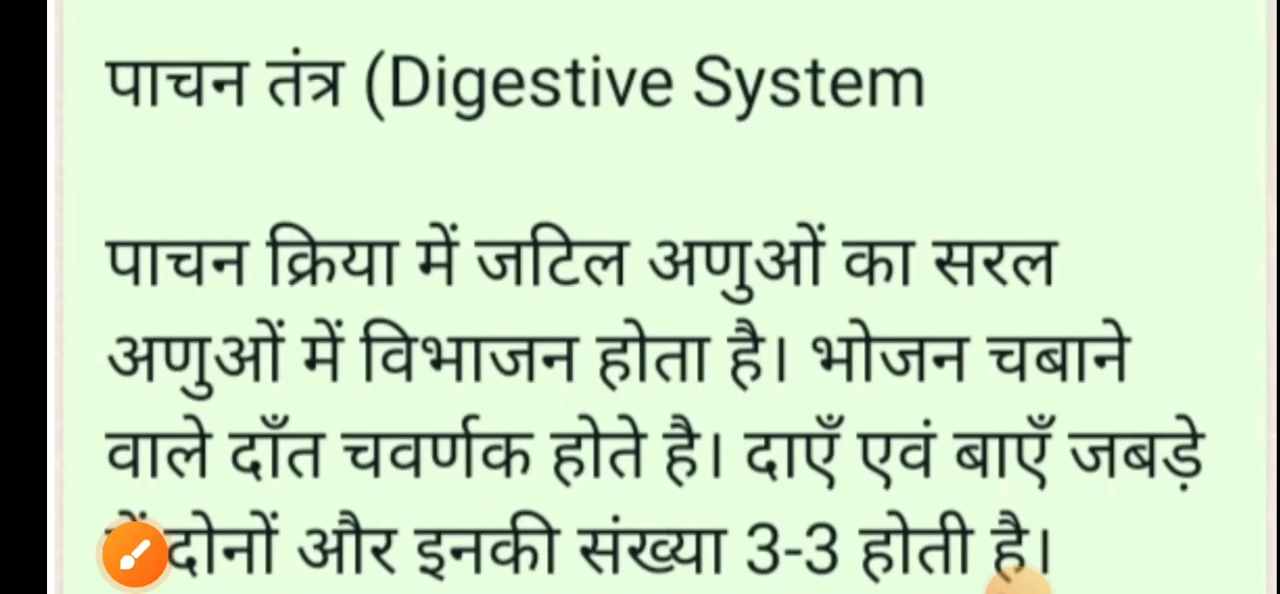 पाचन तंत्र (Digestive System
पाचन क्रिया में जटिल अणुओं का सरल
अणुओं में विभाजन होता है। भोजन चबाने
वाले दाँत चवर्णक होते है। दाएँ एवं बाएँ जबड़े
दोनों और इनकी संख्या 3-3 होती है।